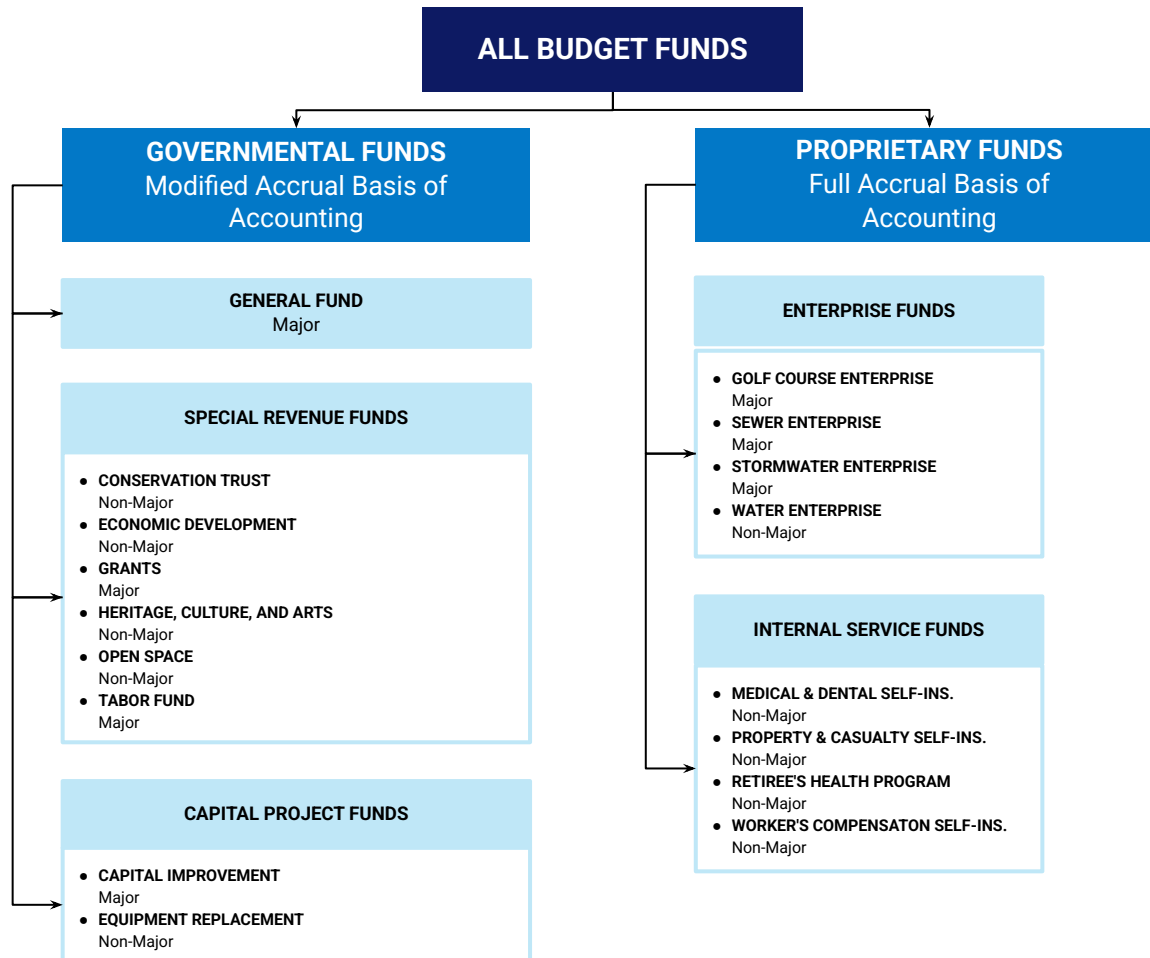 ALL BUDGET FUNDS
GOVERNMENTAL FUNDS
Modified Accrual Basis of
Accounting
GENERAL FUND
Major
SPECIAL REVENUE FUNDS
● CONSERVATION TRUST
Non-Major
● ECONOMIC DEVELOPMENT
Non-Major
● GRANTS
Major
● HERITAGE, CULTURE, AND ARTS
Non-Major
● OPEN SPACE
Non-Major
● TABOR FUND
Major
CAPITAL PROJECT FUNDS
● CAPITAL IMPROVEMENT
Major
● EQUIPMENT REPLACEMENT
Non-Major
PROPRIETARY FUNDS
Full Accrual Basis of
Accounting
ENTERPRISE FUNDS
● GOLF COURSE ENTERPRISE
Major
● SEWER ENTERPRISE
Major
● STORMWATER ENTERPRISE
Major
● WATER ENTERPRISE
Non-Major
INTERNAL SERVICE FUNDS
● MEDICAL & DENTAL SELF-INS.
Non-Major
● PROPERTY & CASUALTY SELF-INS.
Non-Major
● RETIREE'S HEALTH PROGRAM
Non-Major
● WORKER'S COMPENSATON SELF-INS.
Non-Major